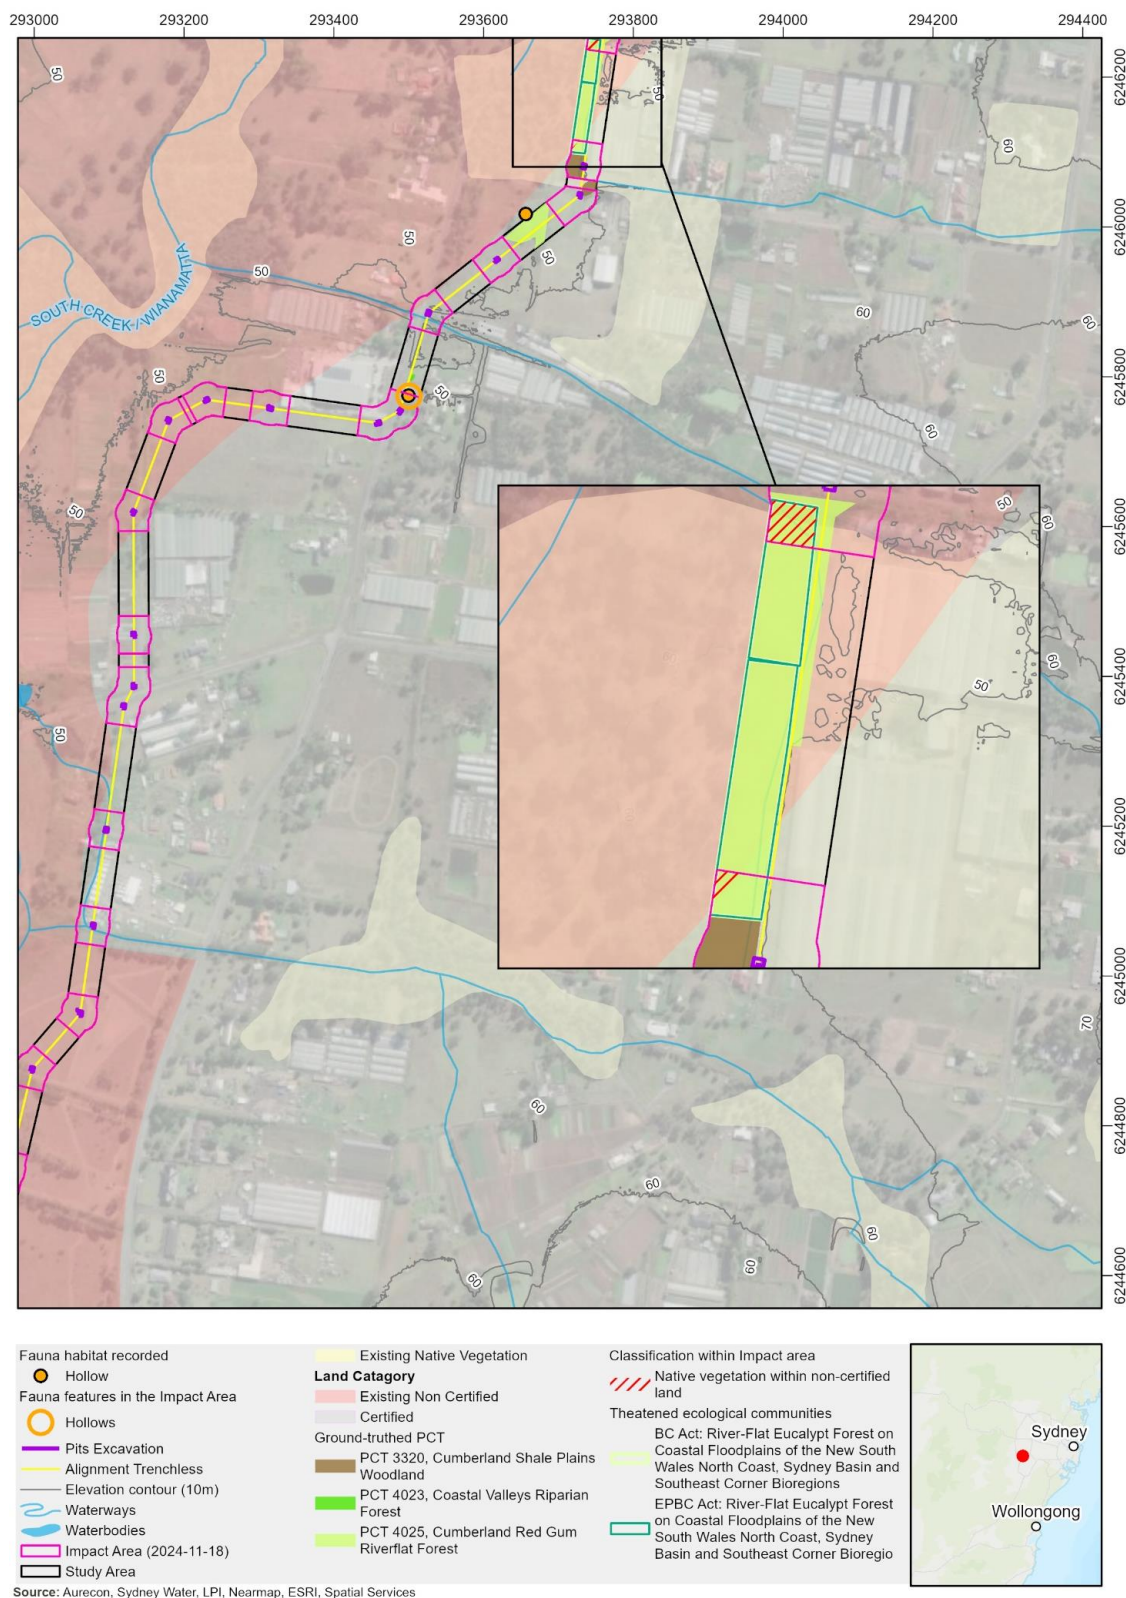 293000 293200 293400 293600 293800 294000 294200 294400
6246200
6246000
6245800
6245600
6245400
6245200
6245000
6244800
6244600
50
50
60
50
50
50
50
60
60
50
50
60
SOUTH CREEK / WIANAMATTA
50
50
50
60
60
50
70
60
60
60
60
60
Fauna habitat recorded
Hollow
Fauna features in the Impact Area
Hollows
Pits Excavation
Alignment Trenchless
Elevation contour (10m)
Waterways
Waterbodies
Impact Area (2024-11-18)
Study Area
Existing Native Vegetation
Land Catagory
Existing Non Certified
Certified
Ground-truthed PCT
PCT 3320, Cumberland Shale Plains
Woodland
PCT 4023, Coastal Valleys Riparian
Forest
PCT 4025, Cumberland Red Gum
Riverflat Forest
Classification within Impact area
Native vegetation within non-certified
land
Theatened ecological communities
BC Act: River-Flat Eucalypt Forest on
Coastal Floodplains of the New South
Wales North Coast, Sydney Basin and
Southeast Corner Bioregions
EPBC Act: River-Flat Eucalypt Forest
on Coastal Floodplains of the New
South Wales North Coast, Sydney
Basin and Southeast Corner Bioregio
Sydney
Wollongong
Source: Aurecon, Sydney Water, LPI, Nearmap, ESRI, Spatial Services